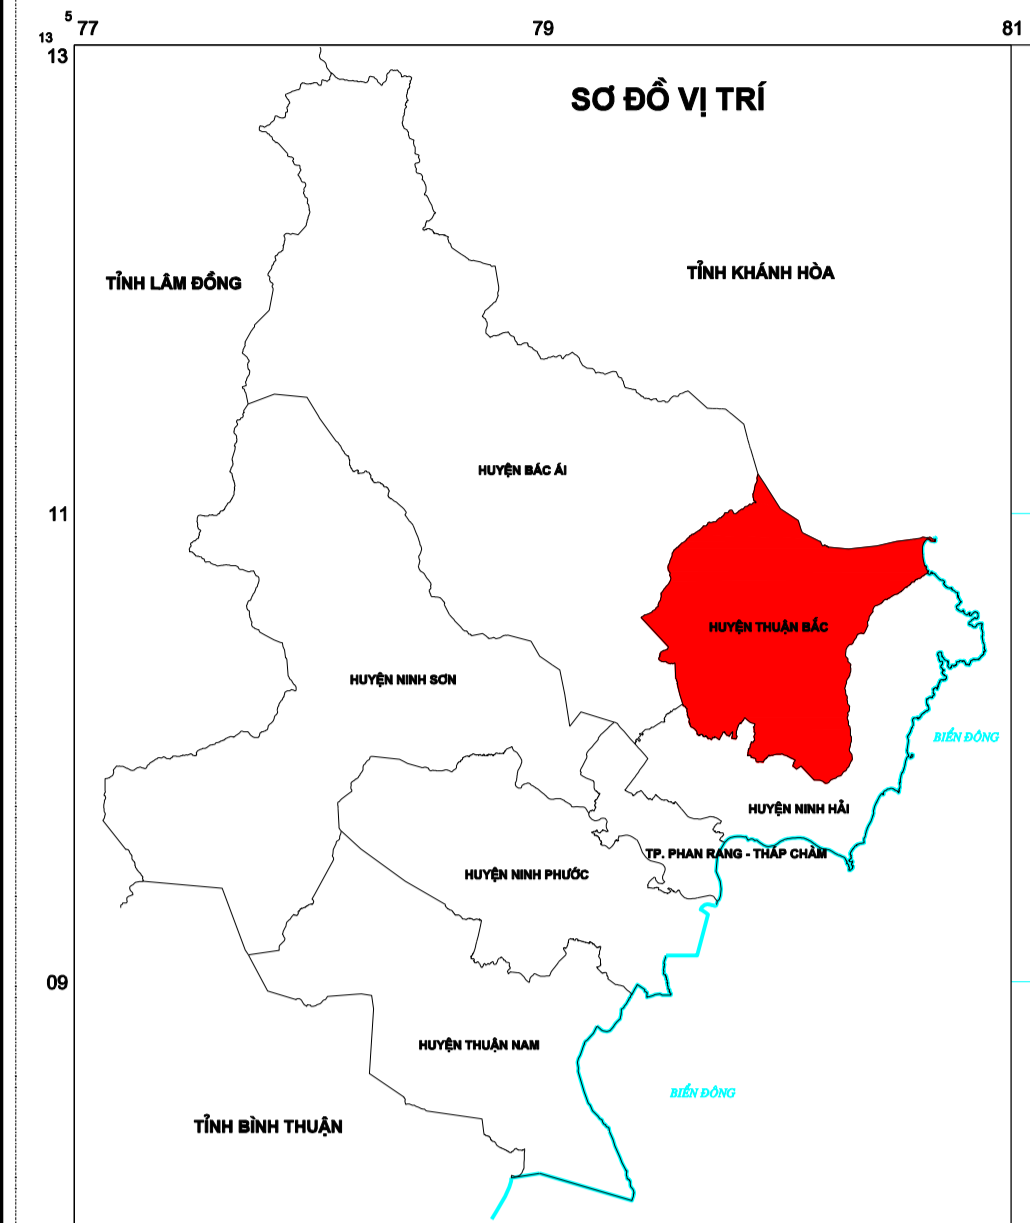 5 77 79 81
13
13
SƠ ĐỒ VỊ TRÍ
TỈNH LÂM ĐỒNG
TỈNH KHÁNH HÒA
HUYỆN BÁC ÁI
11
HUYỆN THUẬN BẮC
HUYỆN NINH SƠN
BIỂN ĐÔNG
HUYỆN NINH HẢI
TP. PHAN RANG - THÁP CHÀM
HUYỆN NINH PHƯỚC
09
HUYỆN THUẬN NAM
BIỂN ĐÔNG
TỈNH BÌNH THUẬN